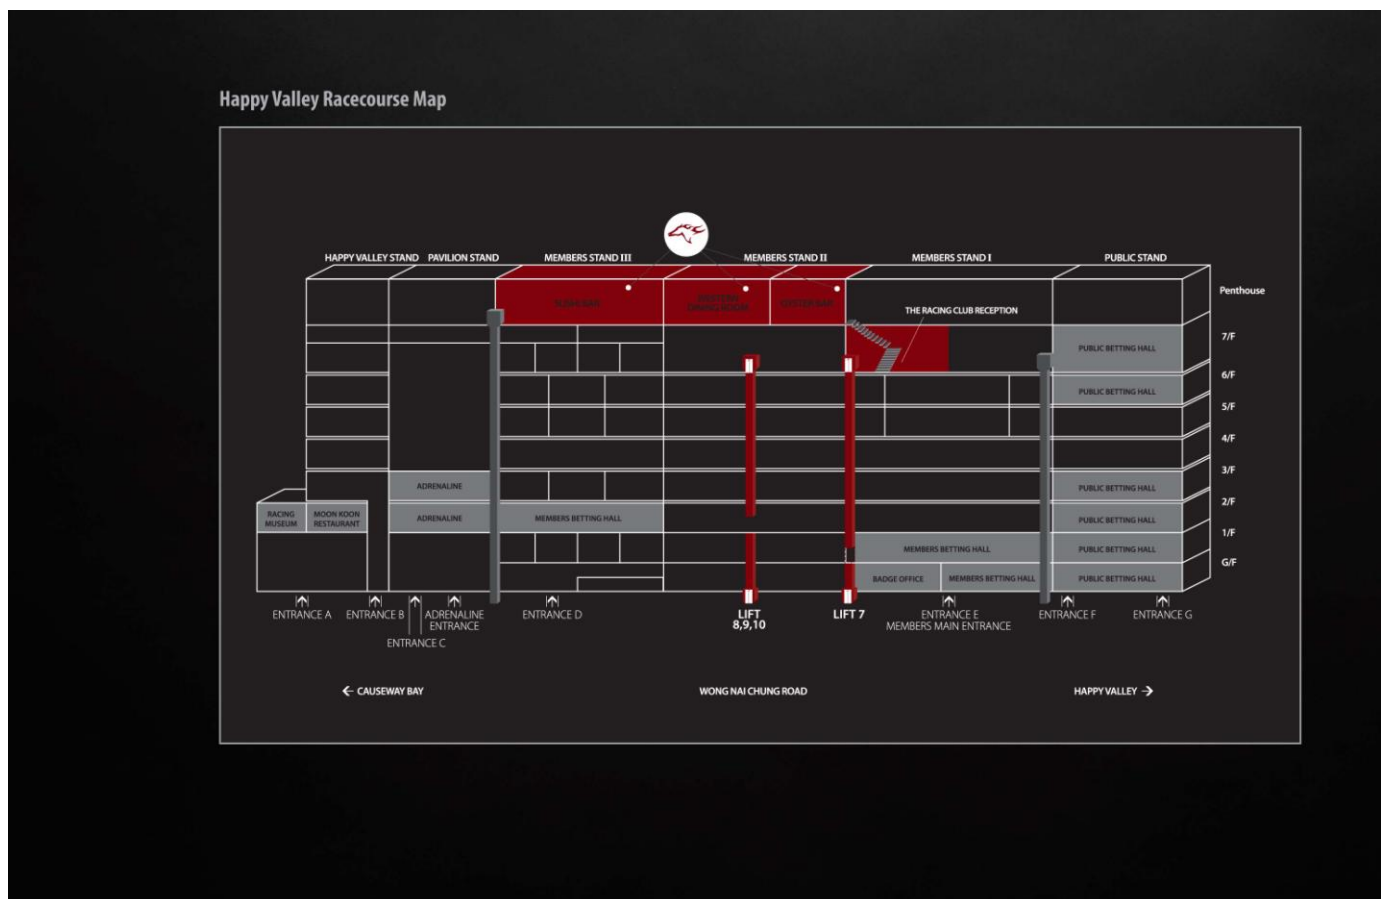 Happy Valley Racecourse Map
HAPPY VALLEY STAND
PAVILION STAND
MEMBERS STAND III
MEMBERS STAND II
MEMBERS STAND I
PUBLIC STAND
Penthouse
DINING ROOM
OYSTER BAR
THE RACING CLUB RECEPTION
7/F
PUBLIC BETTING HALL
6/F
PUBLIC BETTING HALL
5/F
4/F
3/F
ADRENALINE
PUBLIC BETTING HALL
2/F
RACING
MUSEUM
MOON KOON
RESTAURANT
ADRENALINE
MEMBERS BETTING HALL
PUBLIC BETTING HALL
1/F
MEMBERS BETTING HALL
PUBLIC BETTING HALL
G/F
BADGE OFFICE
MEMBERS BETTING HALL
PUBLIC BETTING HALL
ENTRANCE A
ENTRANCE B
ENTRANCE C
ADRENALINE
ENTRANCE
ENTRANCE D
LIFT
8,9,10
LIFT 7
ENTRANCE E
MEMBERS MAIN ENTRANCE
ENTRANCE F
ENTRANCE G
CAUSEWAY BAY
WONG NAI CHUNG ROAD
HAPPY VALLEY